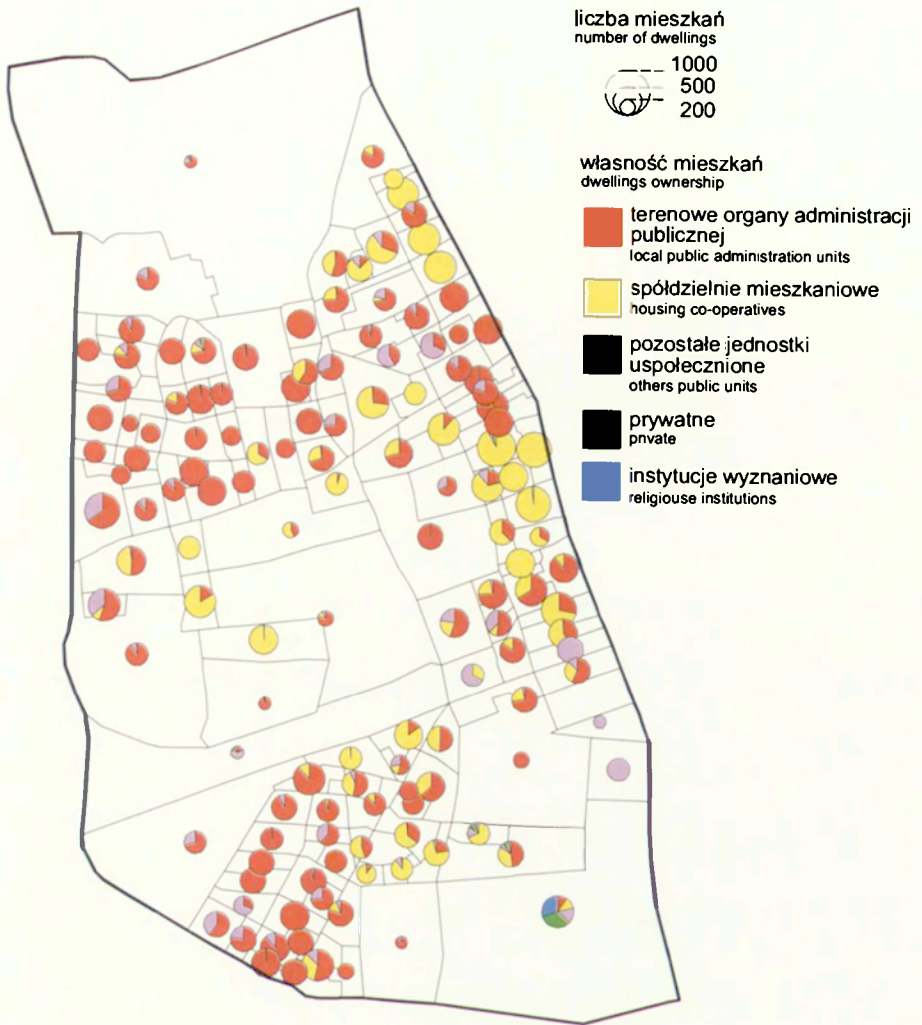 liczba mieszkań
number of dwellings
1000
500
200
własność mieszkań
dwellings ownership
terenowe organy administracji
publicznej
local public administration units
spółdzielnie mieszkaniowe
housing co-operatives
pozostałe jednostki
uspołecznione
others public units
prywatne
private
instytucje wyznaniowe
religiouse institutions